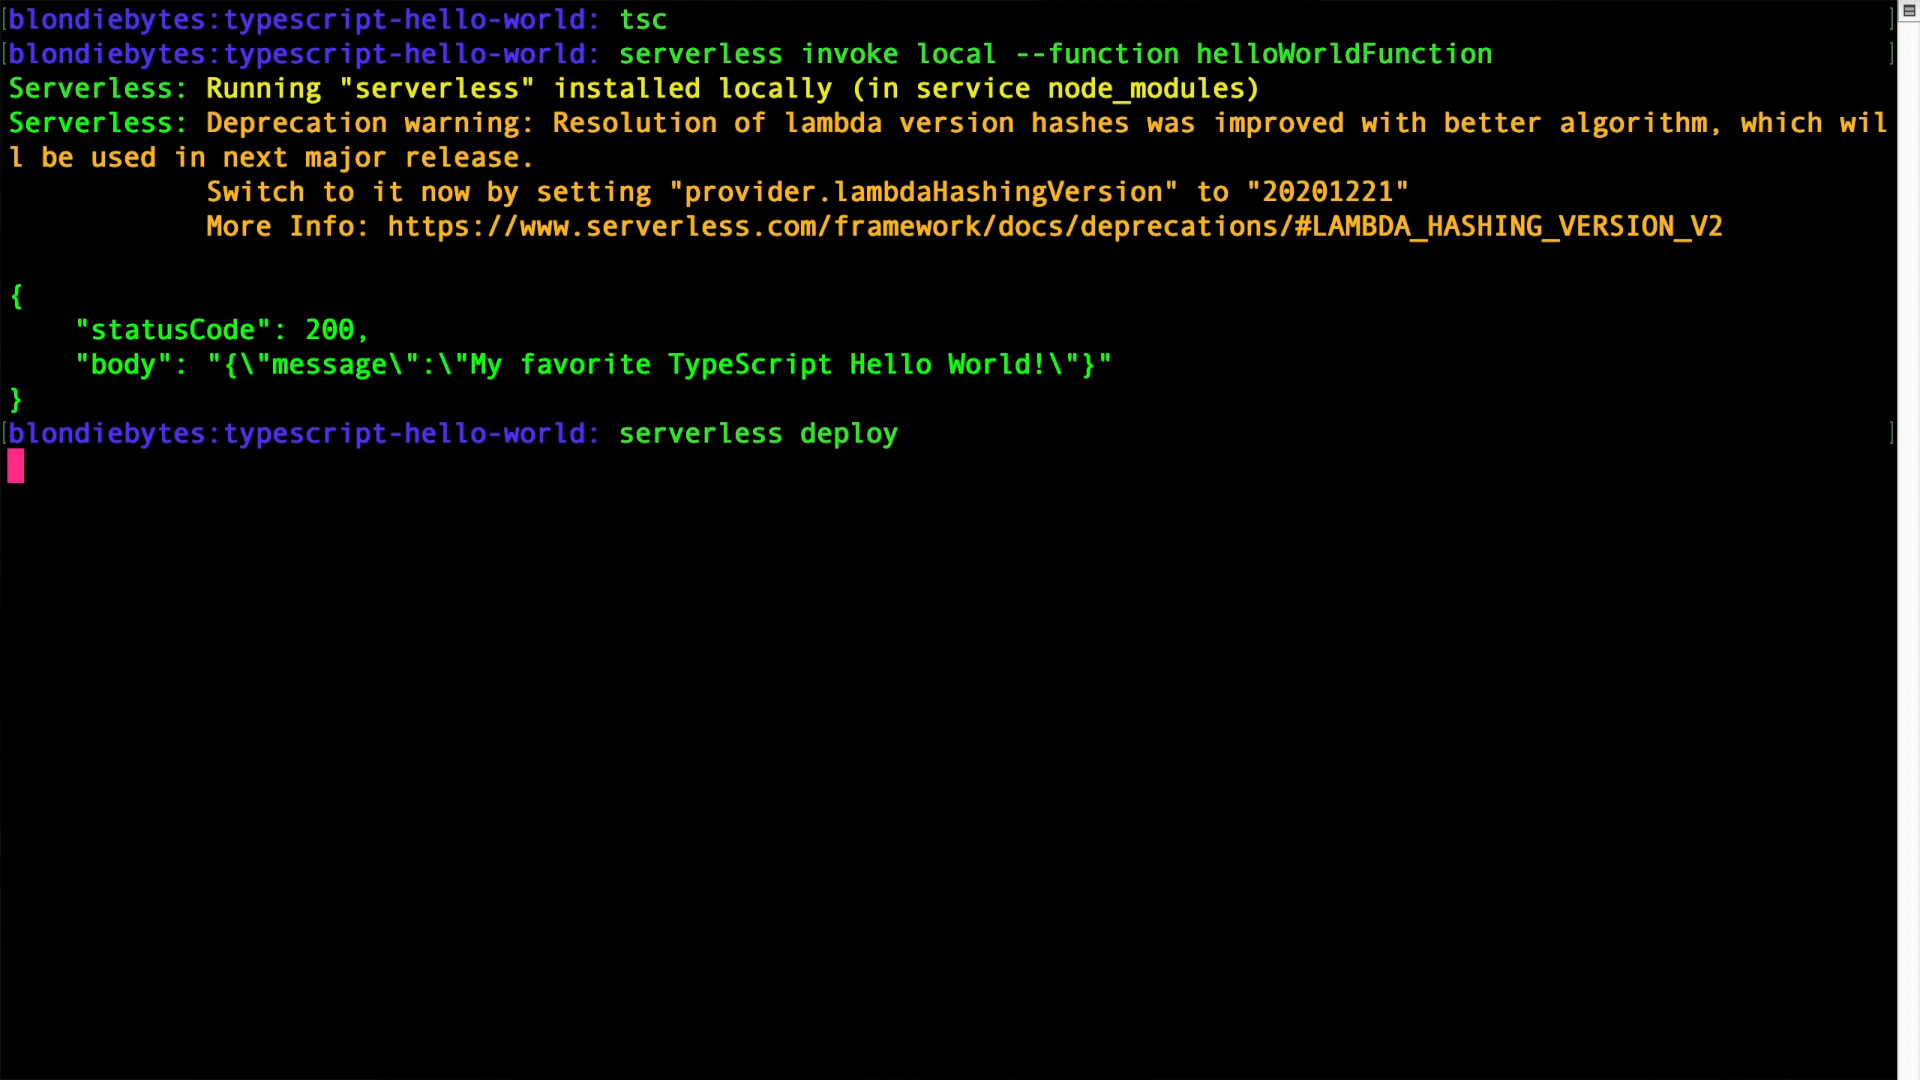 [blondiebytes:typescript-hello-world: tsc ]
[blondiebytes:typescript-hello-world: serverless invoke local --function helloWorldFunction ]
Serverless: Running "serverless" installed locally (in service node_modules)
Serverless: Deprecation warning: Resolution of lambda version hashes was improved with better algorithm, which wil
l be used in next major release.
            Switch to it now by setting "provider.lambdaHashingVersion" to "20201221"
            More Info: https://www.serverless.com/framework/docs/deprecations/#LAMBDA_HASHING_VERSION_V2
{
    "statusCode": 200,
    "body": "{\"message\":\"My favorite TypeScript Hello World!\"}"
}
[blondiebytes:typescript-hello-world: serverless deploy ]